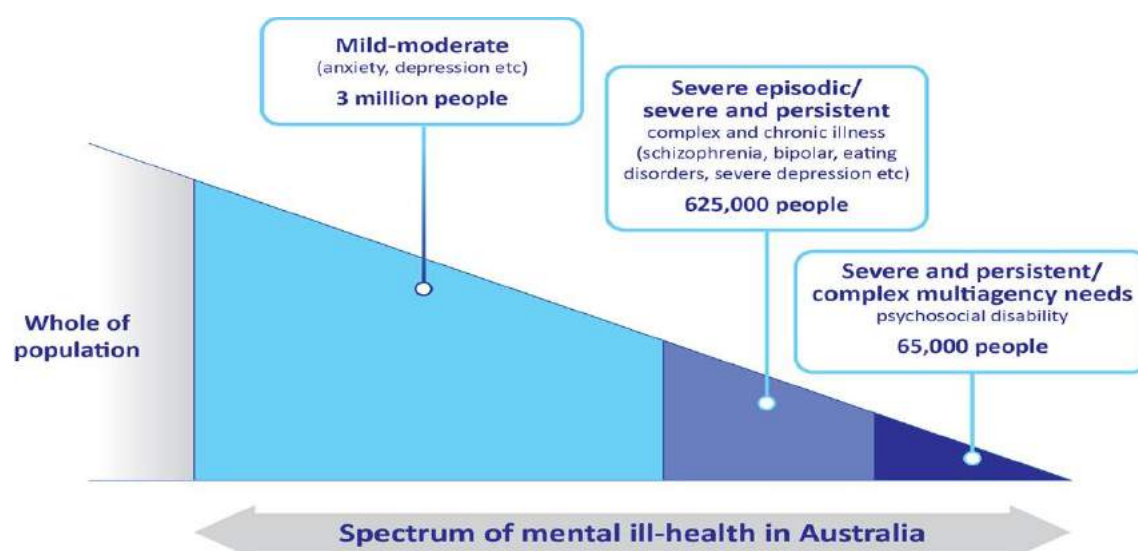 Mild-moderate
(anxiety, depression etc)
3 million people
Severe episodic/
severe and persistent
complex and chronic illness
(schizophrenia, bipolar, eating
disorders, severe depression etc)
625,000 people
Severe and persistent/
complex multiagency needs
psychosocial disability
65,000 people
Whole of
population
Spectrum of mental ill-health in Australia